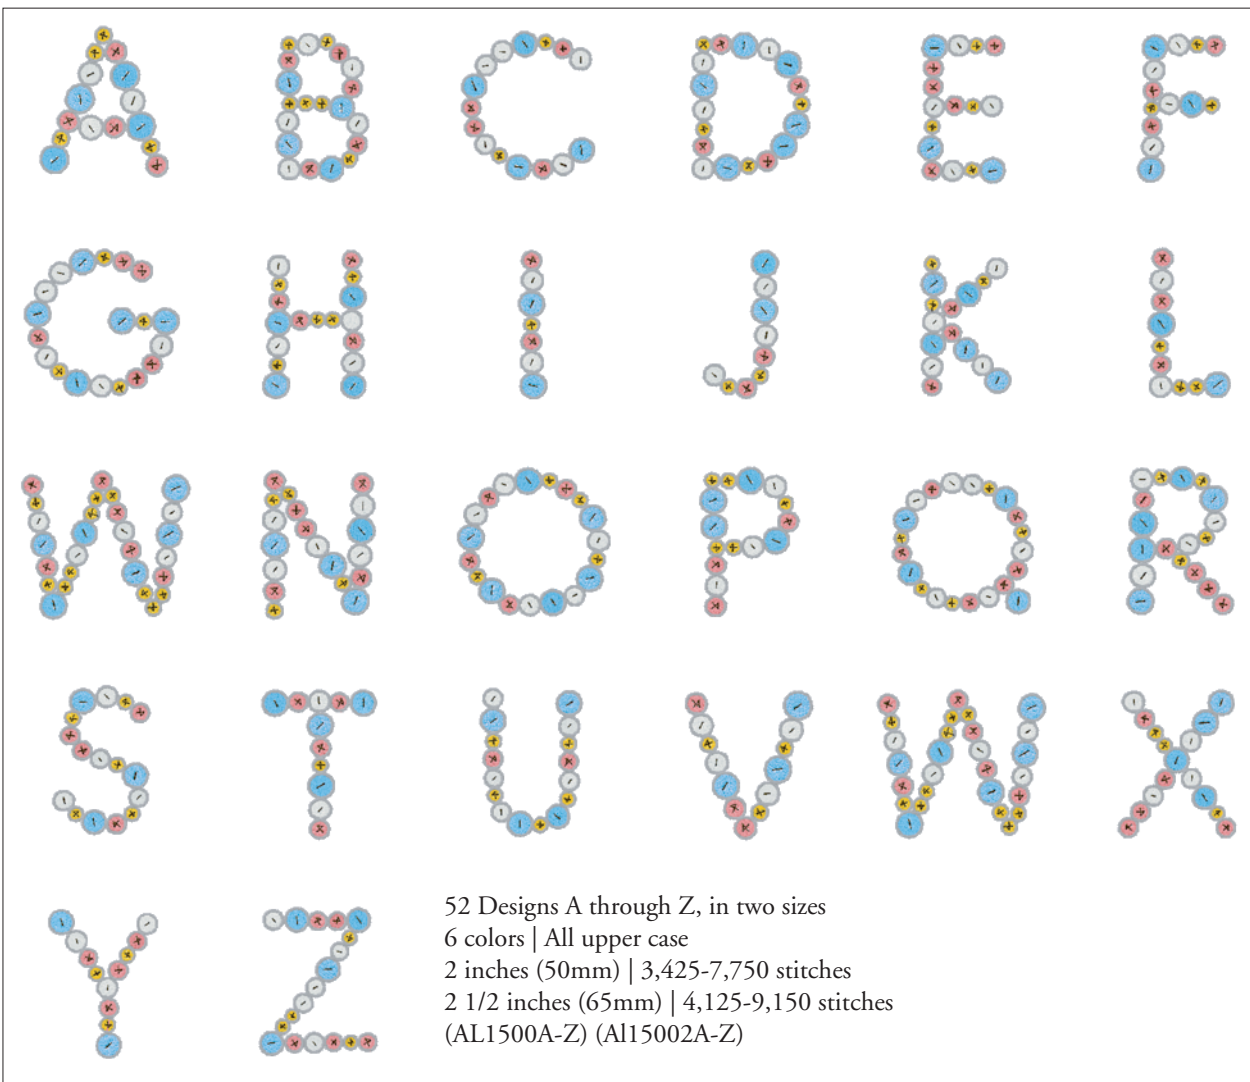 A B C D E F
G H I J K L
W N O P Q R
S T U V W X
Y Z
52 Designs A through Z, in two sizes
6 colors | All upper case
2 inches (50mm) | 3,425-7,750 stitches
2 1/2 inches (65mm) | 4,125-9,150 stitches
(AL1500A-Z) (Al15002A-Z)